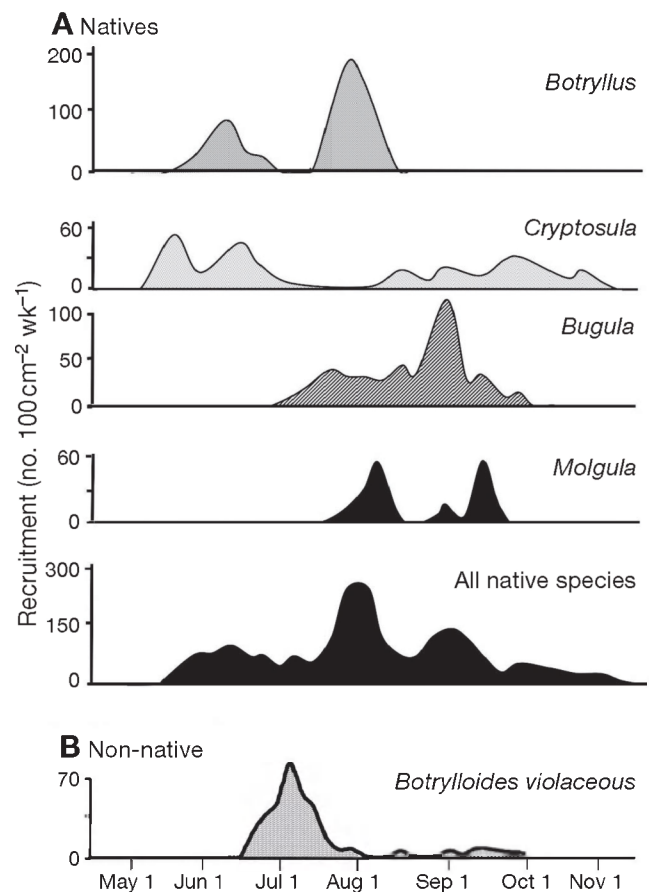 A Natives
200
100
0
Botryllus
60
0
Cryptosula
100
50
0
Bugula
60
0
Molgula
300
150
0
All native species
Recruitment (no. 100 cm⁻² wk⁻¹)
B Non-native
70
0
Botrylloides violaceous
May 1 Jun 1 Jul 1 Aug 1 Sep 1 Oct 1 Nov 1